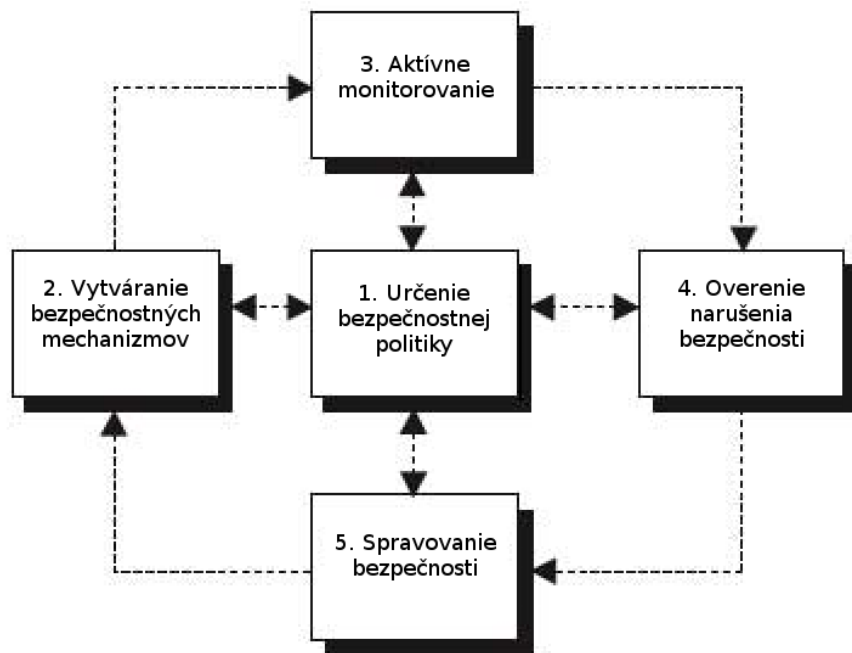 3. Aktívne
monitorovanie
2. Vytváranie
bezpečnostných
mechanizmov
1. Určenie
bezpečnostnej
politiky
4. Overenie
narušenia
bezpečnosti
5. Spravovanie
bezpečnosti